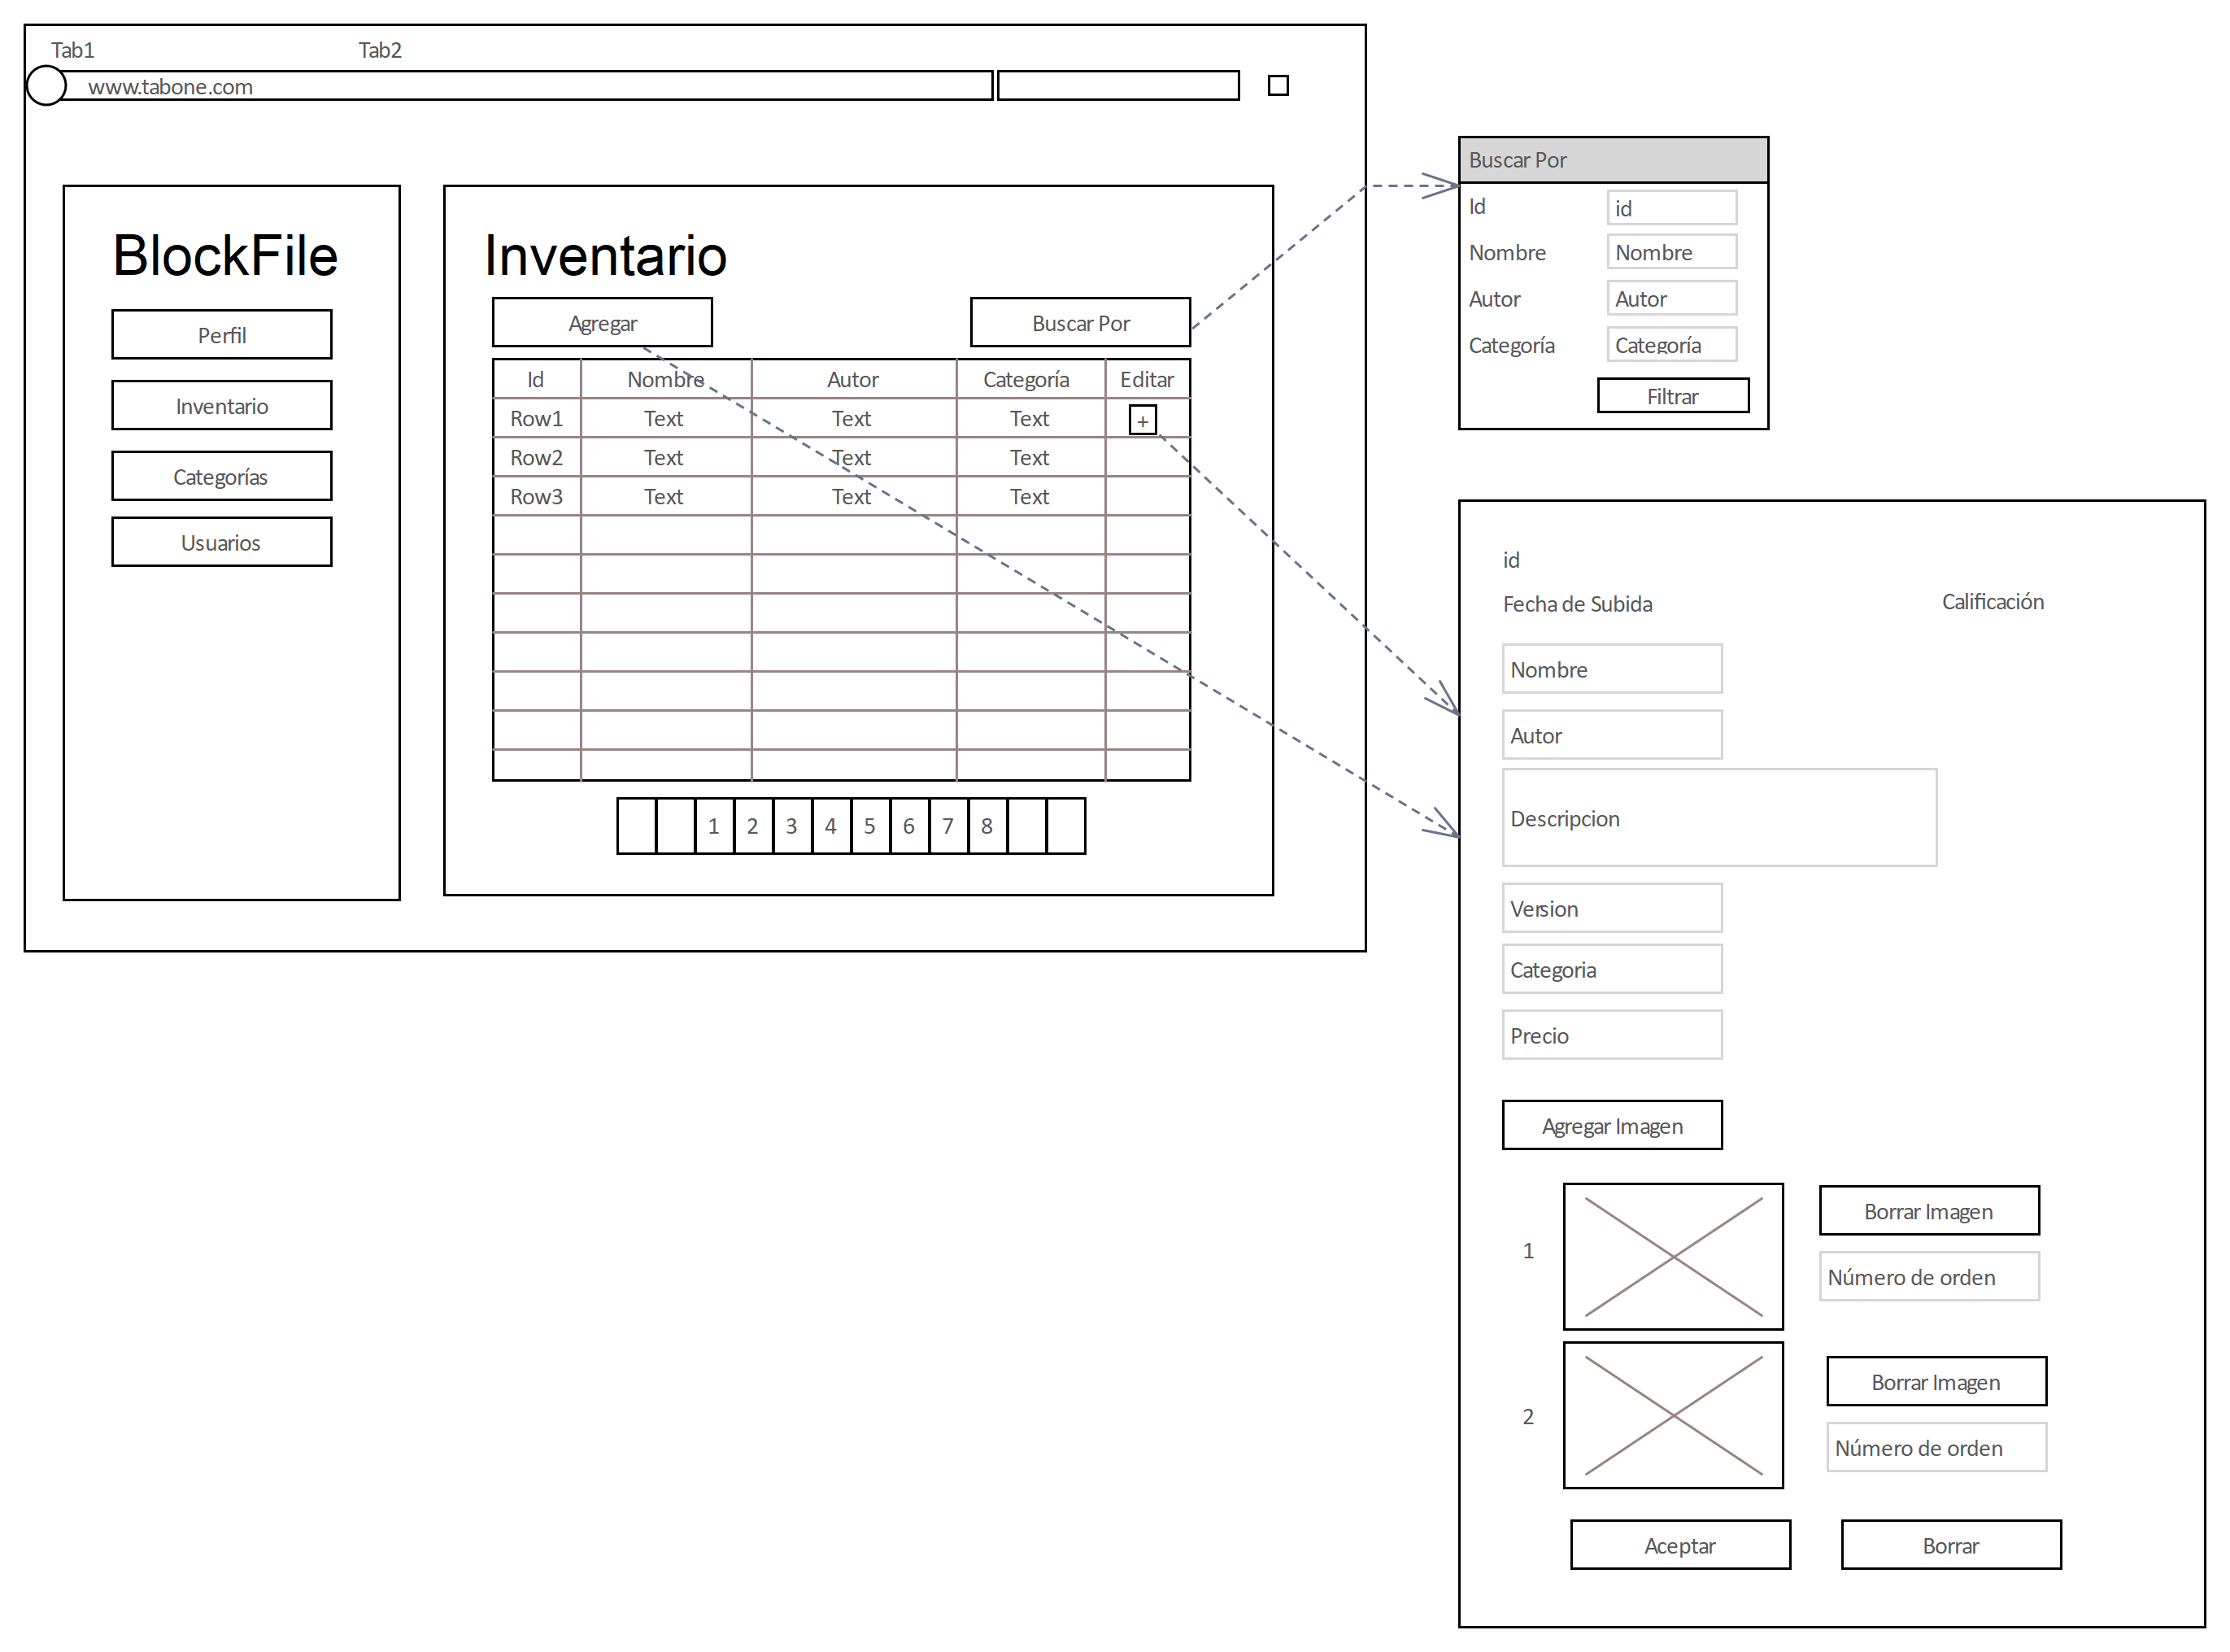 Tab1 Tab2
www.tabone.com
BlockFile
Perfil
Inventario
Categorías
Usuarios
Inventario
Agregar Buscar Por
Id Nombre Autor Categoría Editar
Row1 Text Text Text +
Row2 Text Text Text
Row3 Text Text Text
1 2 3 4 5 6 7 8
Buscar Por
Id id
Nombre Nombre
Autor Autor
Categoría Categoría
Filtrar
id
Fecha de Subida Calificación
Nombre
Autor
Descripcion
Version
Categoria
Precio
Agregar Imagen
Borrar Imagen
1
Número de orden
Borrar Imagen
2
Número de orden
Aceptar Borrar